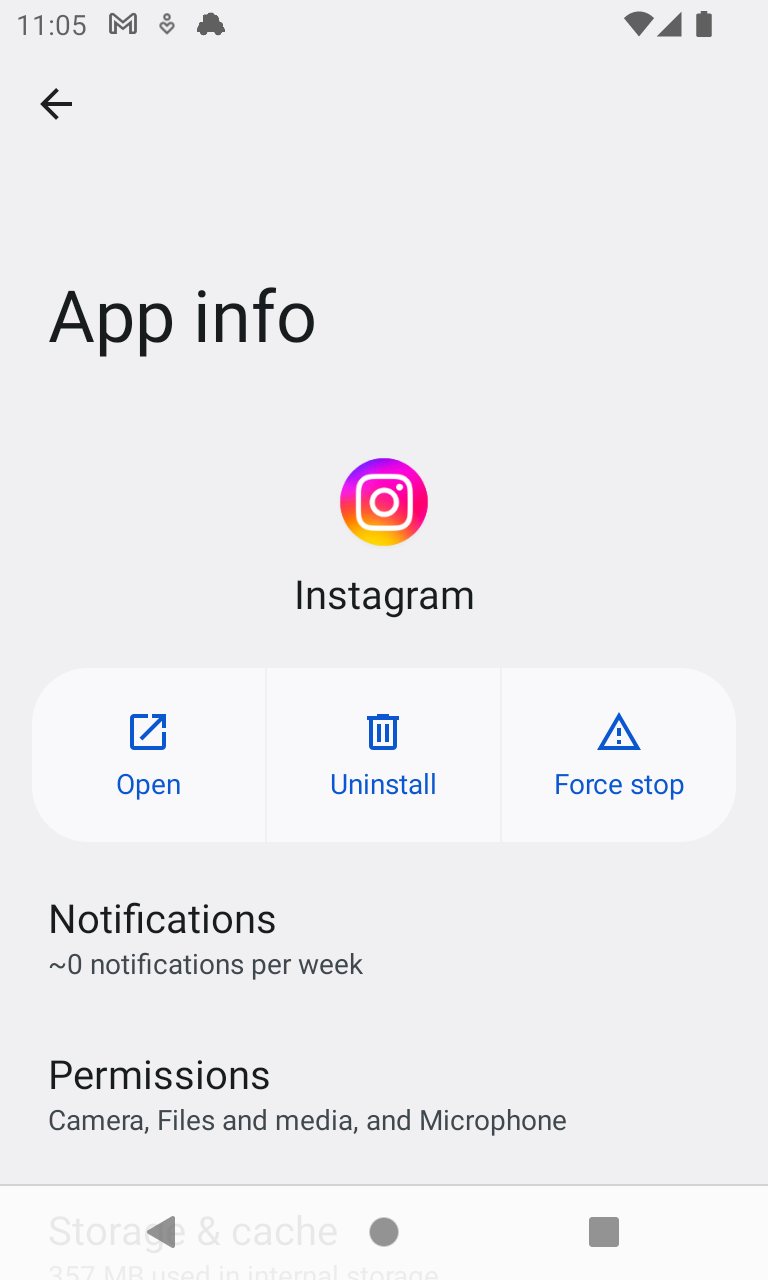 11:05
App info
Instagram
Open
Uninstall
Force stop
Notifications
~0 notifications per week
Permissions
Camera, Files and media, and Microphone
Storage & cache
357 MB used in internal storage